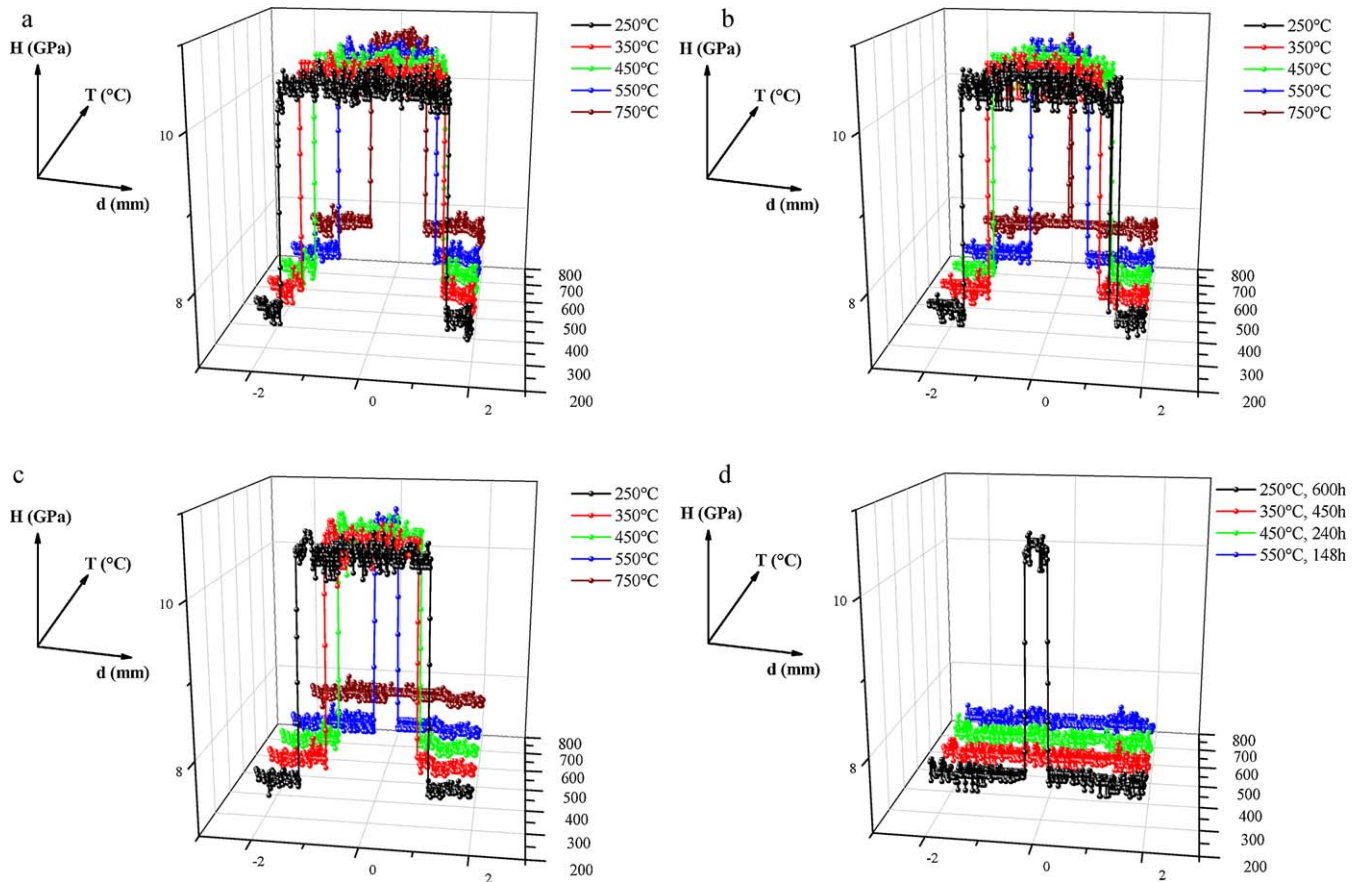 a
H (GPa)
T (°C)
d (mm)
250°C
350°C
450°C
550°C
750°C
10
8
-2
0
2
800
700
600
500
400
300
200
b
H (GPa)
T (°C)
d (mm)
250°C
350°C
450°C
550°C
750°C
10
8
-2
0
2
800
700
600
500
400
300
200
c
H (GPa)
T (°C)
d (mm)
250°C
350°C
450°C
550°C
750°C
10
8
-2
0
2
800
700
600
500
400
300
200
d
H (GPa)
T (°C)
d (mm)
250°C, 600h
350°C, 450h
450°C, 240h
550°C, 148h
10
8
-2
0
2
800
700
600
500
400
300
200